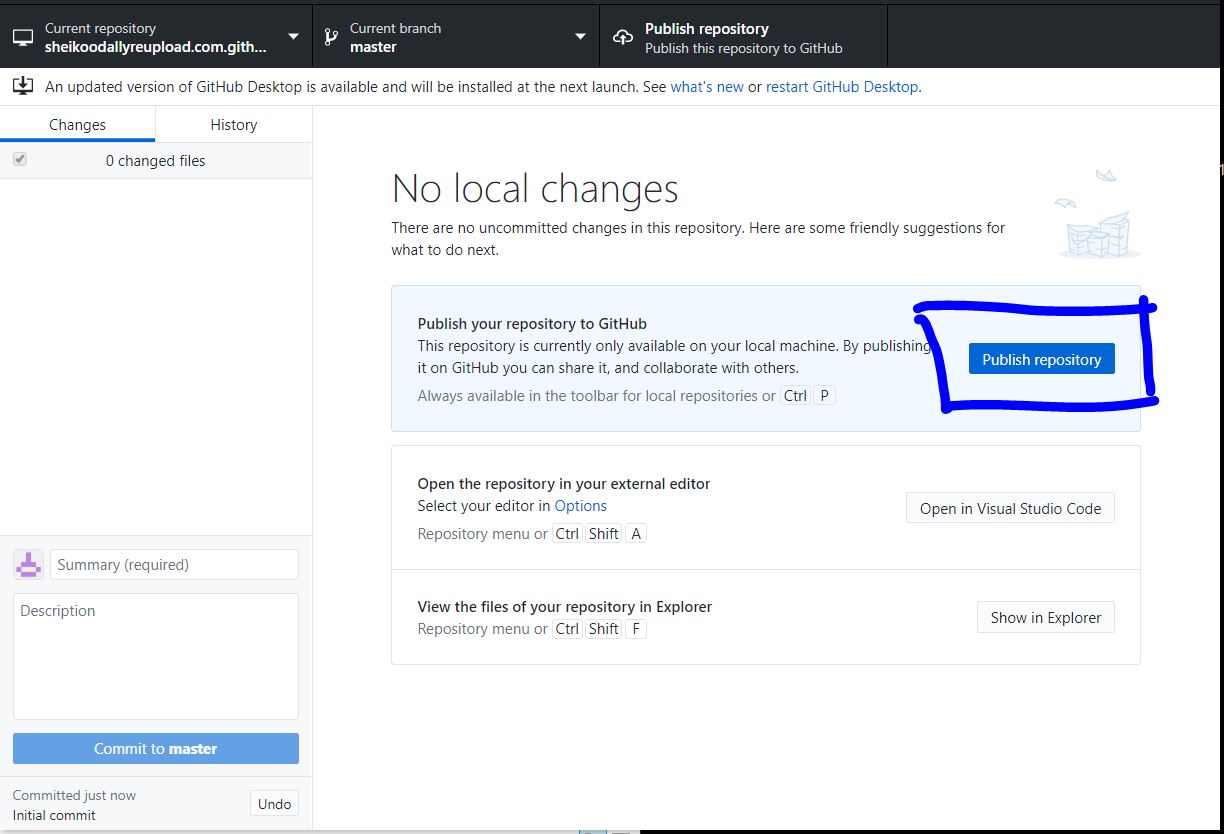 Current repository
sheikoodallyreupload.com.gith...
Current branch
master
Publish repository
Publish this repository to GitHub
An updated version of GitHub Desktop is available and will be installed at the next launch. See what's new or restart GitHub Desktop.
Changes
History
0 changed files
No local changes
There are no uncommitted changes in this repository. Here are some friendly suggestions for
what to do next.
Publish your repository to GitHub
This repository is currently only available on your local machine. By publishing
it on GitHub you can share it, and collaborate with others.
Always available in the toolbar for local repositories or Ctrl P
Publish repository
Open the repository in your external editor
Select your editor in Options
Repository menu or Ctrl Shift A
Open in Visual Studio Code
View the files of your repository in Explorer
Repository menu or Ctrl Shift F
Show in Explorer
Summary (required)
Description
Commit to master
Committed just now
Initial commit
Undo